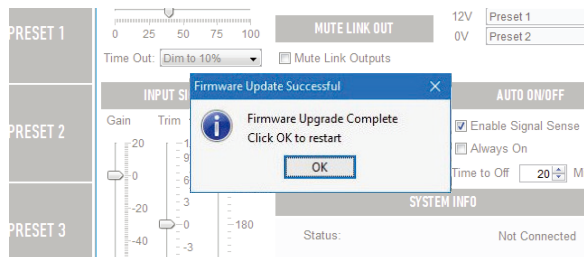 PRESET 1
0 25 50 75 100
Time Out: Dim to 10%
MUTE LINK OUT
Mute Link Outputs
12V Preset 1
0V Preset 2
Firmware Update Successful
Firmware Upgrade Complete
Click OK to restart
OK
INPUT
Gain Trim
20
0
-20
-40
9
6
3
0
-3
180
AUTO ON/OFF
Enable Signal Sense
Always On
Time to Off 20 M
PRESET 2
SYSTEM INFO
PRESET 3
Status: Not Connected